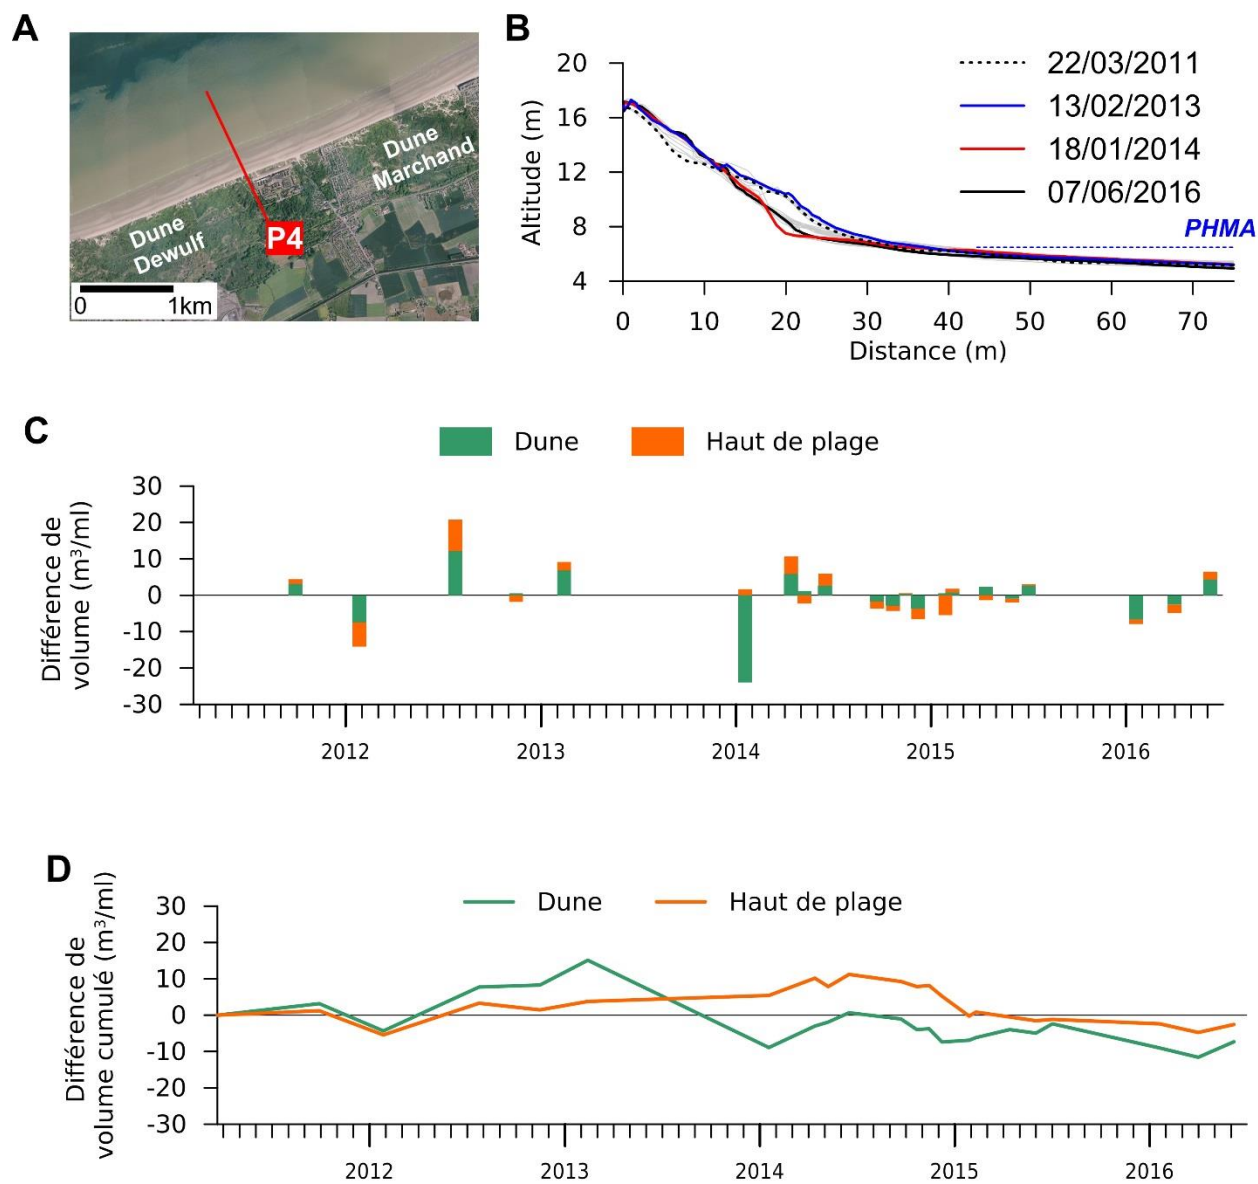 A
Dune
Marchand
Dune
Dewulf
P4
0
1km
B
20
16
12
8
4
Altitude (m)
22/03/2011
13/02/2013
18/01/2014
07/06/2016
PHMA
0 10 20 30 40 50 60 70
Distance (m)
C
Dune
Haut de plage
30
20
10
0
-10
-20
-30
Différence de
volume (m³/ml)
2012 2013 2014 2015 2016
D
Dune
Haut de plage
30
20
10
0
-10
-20
-30
Différence de
volume cumulé (m³/ml)
2012 2013 2014 2015 2016